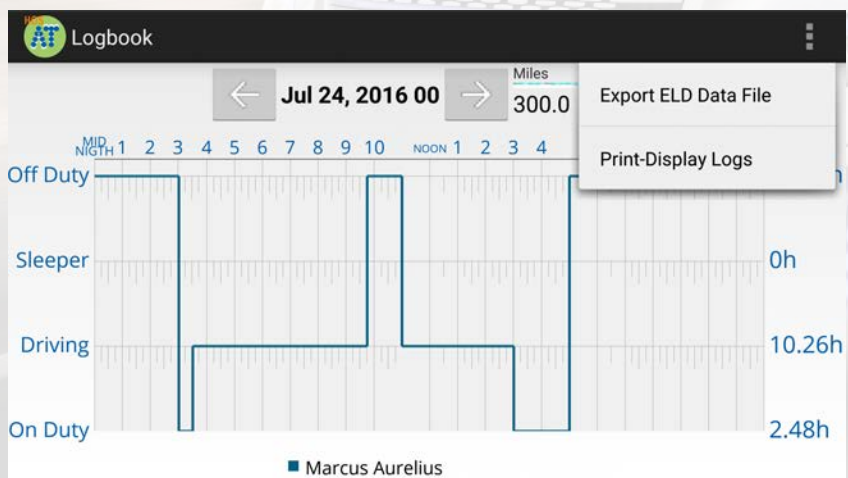 HOS
AT Logbook
Jul 24, 2016 00
Miles
300.0
Export ELD Data File
Print-Display Logs
MID
NIGTH 1 2 3 4 5 6 7 8 9 10 NOON 1 2 3 4
Off Duty
Sleeper 0h
Driving 10.26h
On Duty 2.48h
Marcus Aurelius